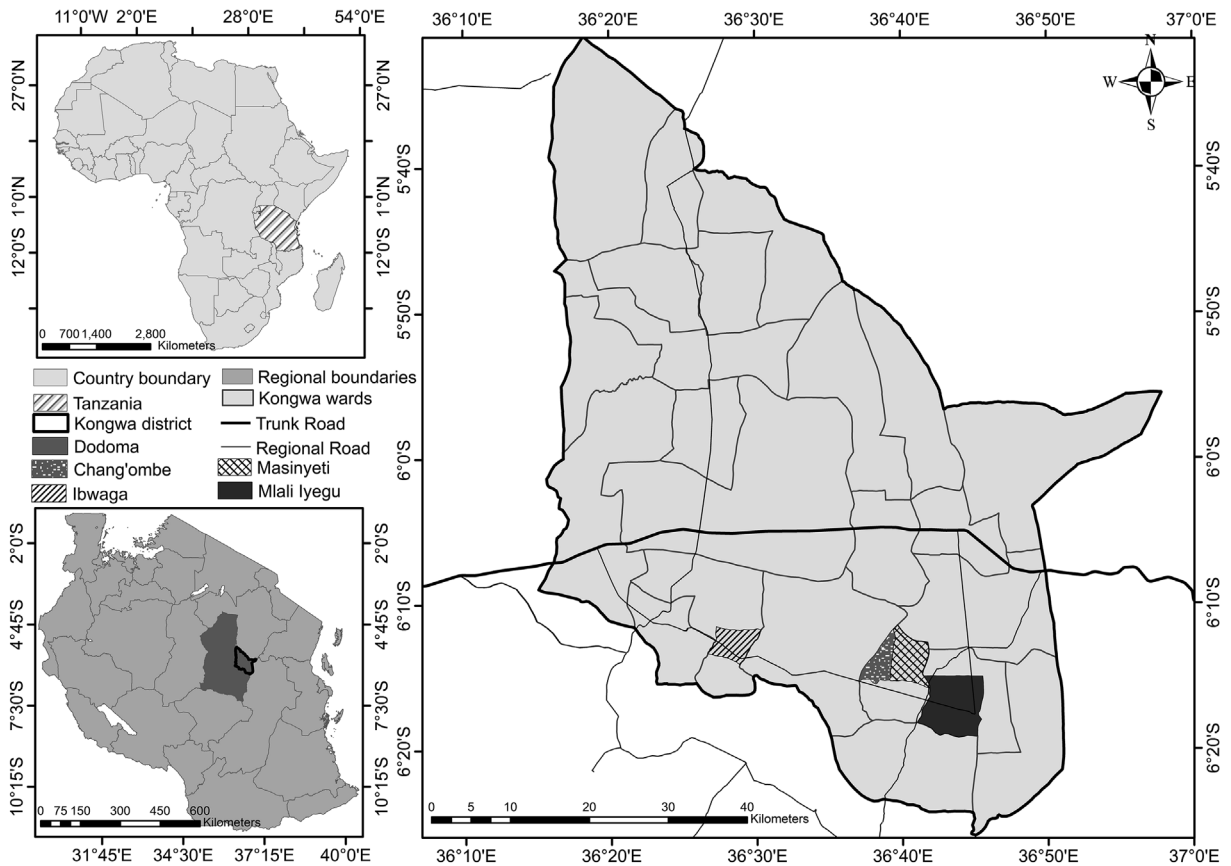 11°0'W 2°0'E 28°0'E 54°0'E
27°0'N
1°0'N
12°0'S
27°0'N
1°0'N
12°0'S
0 700 1,400 2,800
Kilometers
Country boundary
Regional boundaries
Tanzania
Kongwa wards
Kongwa district
Trunk Road
Dodoma
Regional Road
Chang'ombe
Masinyeti
Ibwaga
Mlali Iyegu
2°0'S
4°45'S
7°30'S
10°15'S
2°0'S
4°45'S
7°30'S
10°15'S
0 75 150 300 450 600
Kilometers
31°45'E 34°30'E 37°15'E 40°0'E
36°10'E 36°20'E 36°30'E 36°40'E 36°50'E 37°0'E
N
W E
S
5°40'S
5°50'S
6°0'S
6°10'S
6°20'S
5°40'S
5°50'S
6°0'S
6°10'S
6°20'S
0 5 10 20 30 40
Kilometers
36°10'E 36°20'E 36°30'E 36°40'E 36°50'E 37°0'E